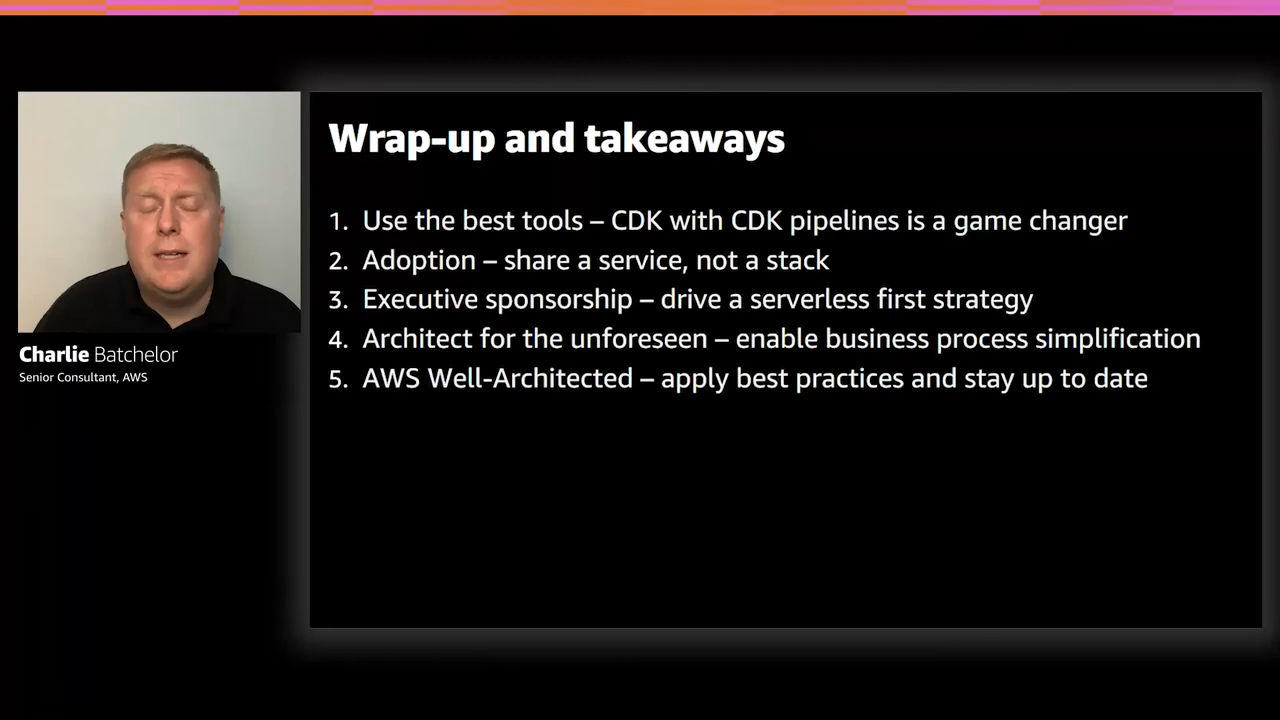 Wrap-up and takeaways
1. Use the best tools – CDK with CDK pipelines is a game changer
2. Adoption – share a service, not a stack
3. Executive sponsorship – drive a serverless first strategy
4. Architect for the unforeseen – enable business process simplification
5. AWS Well-Architected – apply best practices and stay up to date
Charlie Batchelor
Senior Consultant, AWS